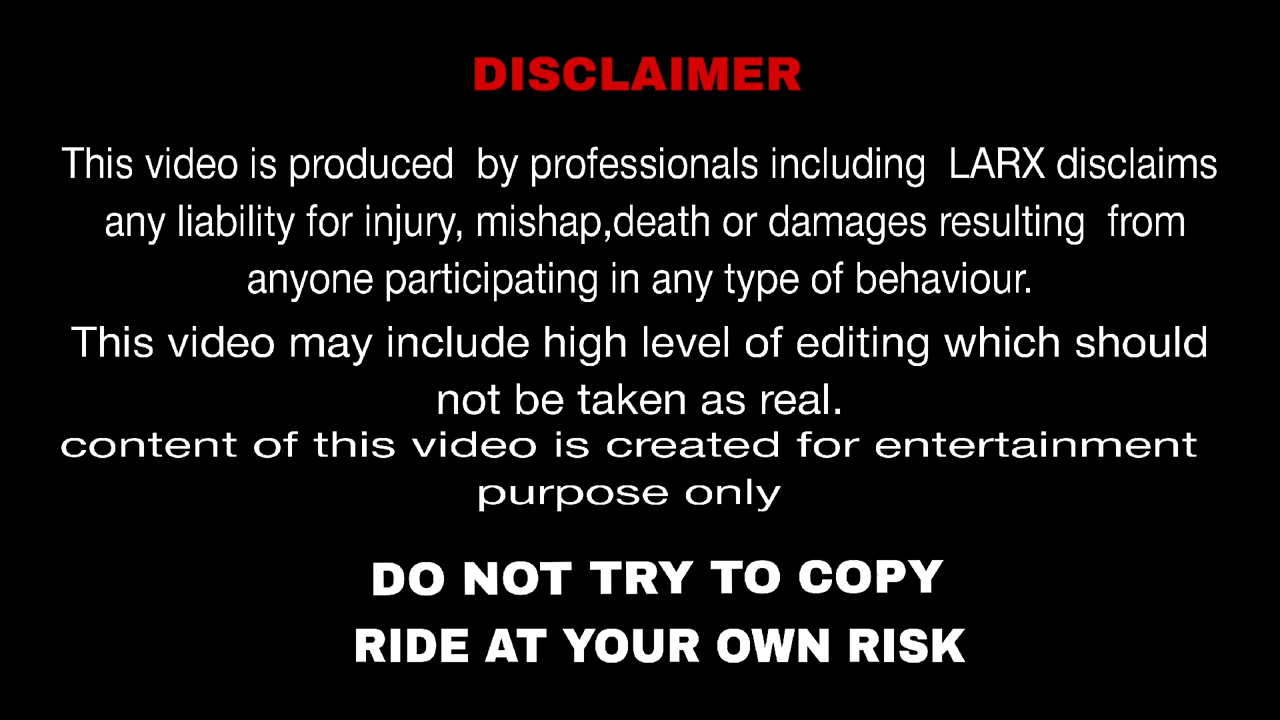 DISCLAIMER
This video is produced  by professionals including  LARX disclaims
any liability for injury, mishap,death or damages resulting  from
anyone participating in any type of behaviour.
This video may include high level of editing which should
not be taken as real.
content of this video is created for entertainment
purpose only
DO NOT TRY TO COPY
RIDE AT YOUR OWN RISK